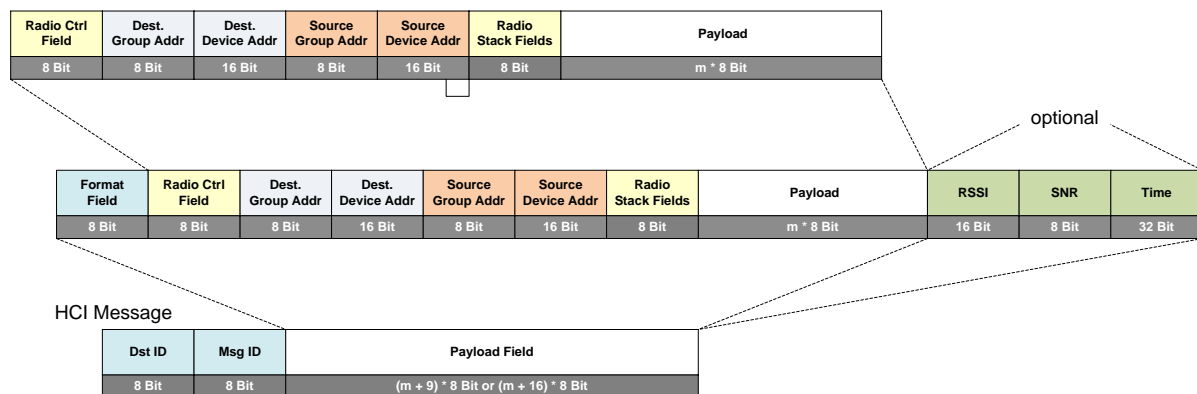 Radio Ctrl Field Dest. Group Addr Dest. Device Addr Source Group Addr Source Device Addr Radio Stack Fields Payload
8 Bit 8 Bit 16 Bit 8 Bit 16 Bit 8 Bit m * 8 Bit
optional
Format Field Radio Ctrl Field Dest. Group Addr Dest. Device Addr Source Group Addr Source Device Addr Radio Stack Fields Payload RSSI SNR Time
8 Bit 8 Bit 8 Bit 16 Bit 8 Bit 16 Bit 8 Bit m * 8 Bit 16 Bit 8 Bit 32 Bit
HCI Message
Dst ID Msg ID Payload Field
8 Bit 8 Bit (m + 9) * 8 Bit or (m + 16) * 8 Bit